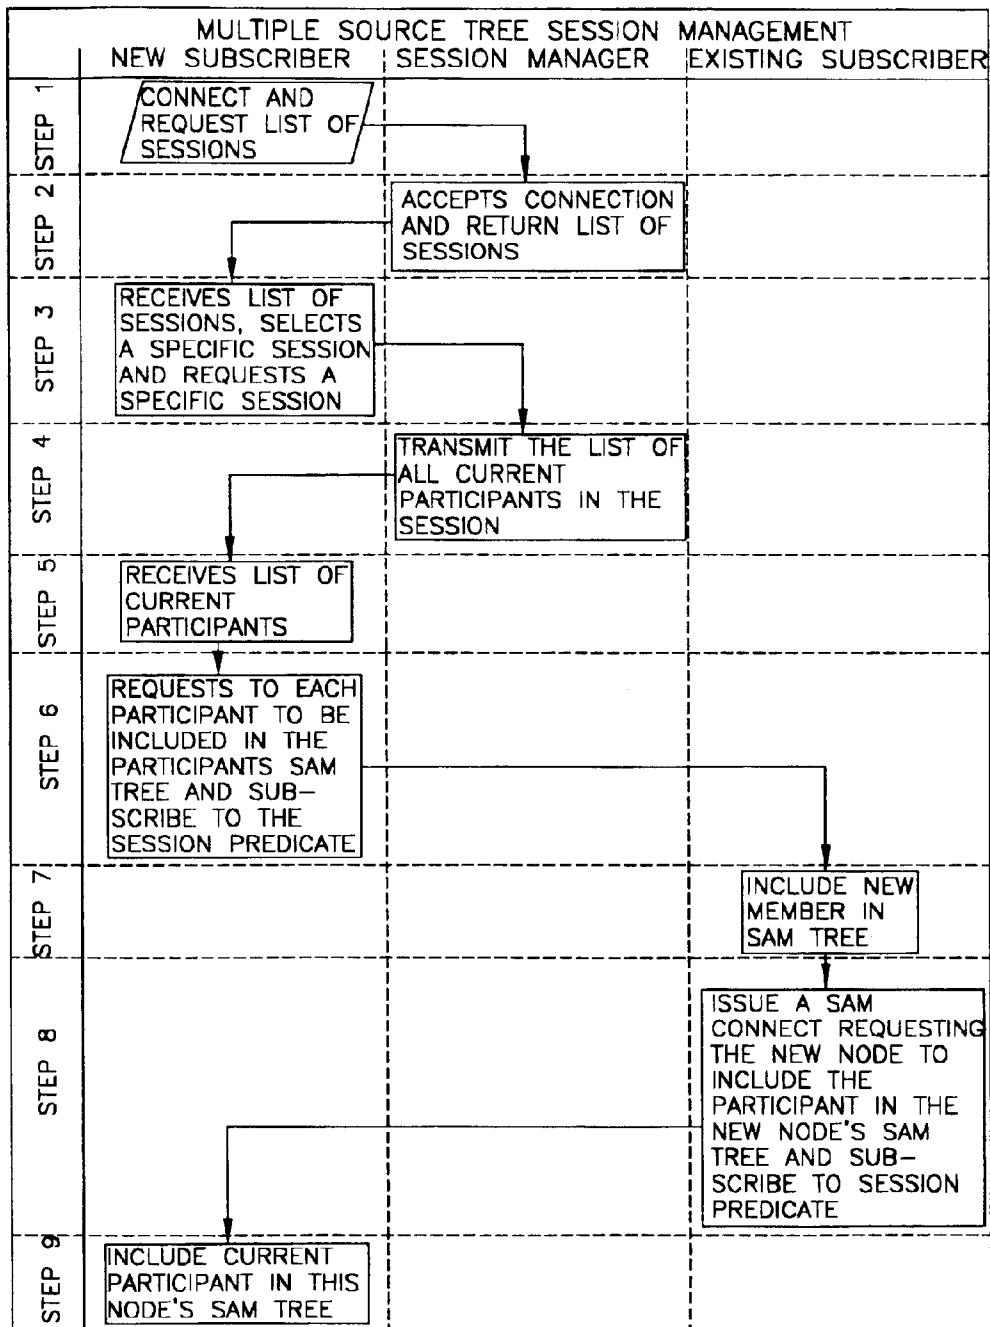 MULTIPLE SOURCE TREE SESSION MANAGEMENT
NEW SUBSCRIBER
SESSION MANAGER
EXISTING SUBSCRIBER
STEP 1
CONNECT AND
REQUEST LIST OF
SESSIONS
STEP 2
ACCEPTS CONNECTION
AND RETURN LIST OF
SESSIONS
STEP 3
RECEIVES LIST OF
SESSIONS, SELECTS
A SPECIFIC SESSION
AND REQUESTS A
SPECIFIC SESSION
STEP 4
TRANSMIT THE LIST OF
ALL CURRENT
PARTICIPANTS IN THE
SESSION
STEP 5
RECEIVES LIST OF
CURRENT
PARTICIPANTS
STEP 6
REQUESTS TO EACH
PARTICIPANT TO BE
INCLUDED IN THE
PARTICIPANTS SAM
TREE AND SUB-
SCRIBE TO THE
SESSION PREDICATE
STEP 7
INCLUDE NEW
MEMBER IN
SAM TREE
STEP 8
ISSUE A SAM
CONNECT REQUESTING
THE NEW NODE TO
INCLUDE THE
PARTICIPANT IN THE
NEW NODE'S SAM
TREE AND SUB-
SCRIBE TO SESSION
PREDICATE
STEP 9
INCLUDE CURRENT
PARTICIPANT IN THIS
NODE'S SAM TREE